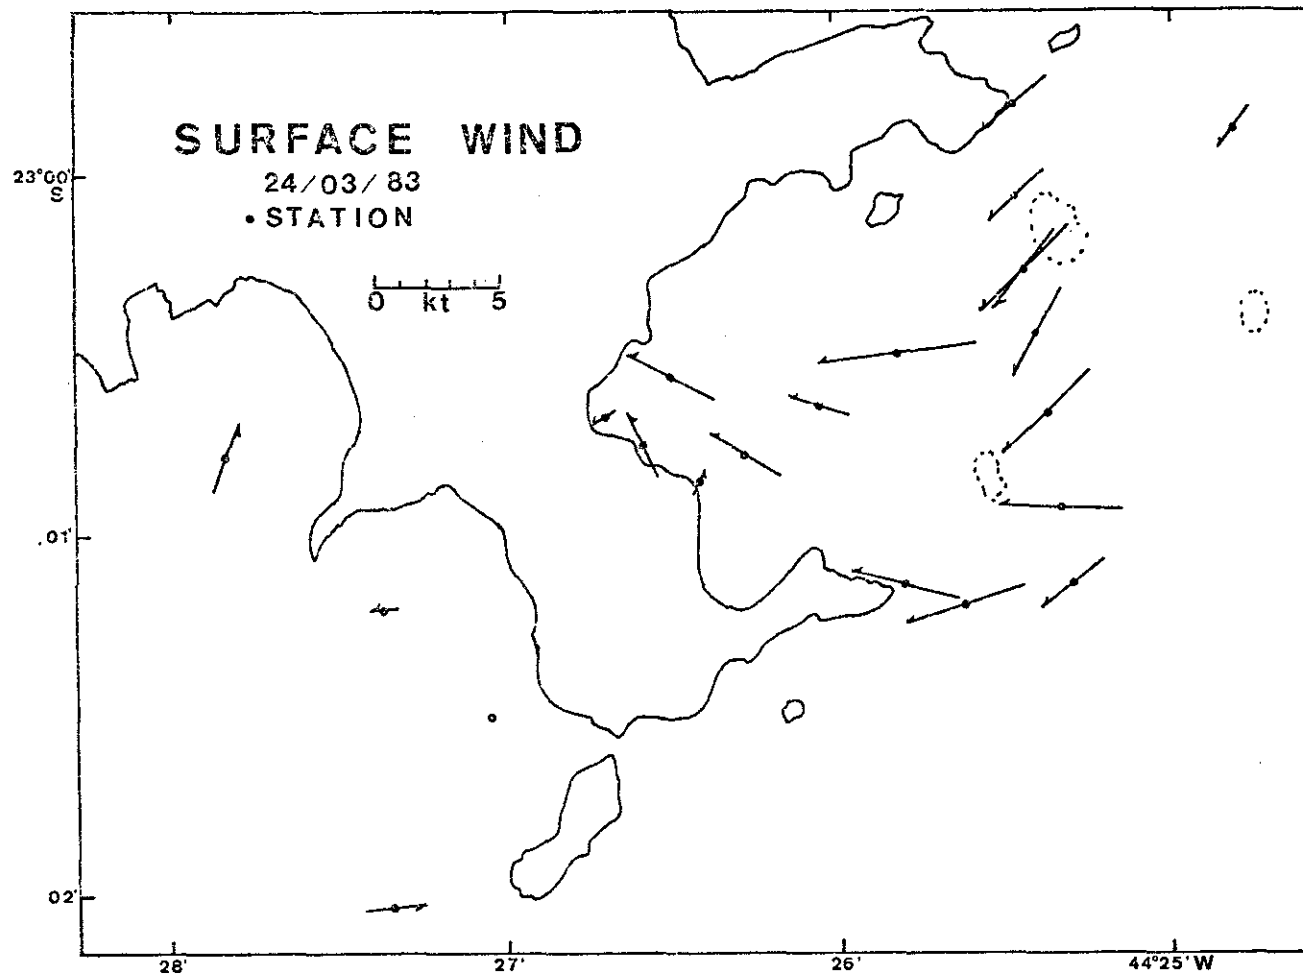 SURFACE WIND
24/03/83
• STATION
0 kt 5
23°00'
S
.01'
02'
28' 27' 26' 44°25'W